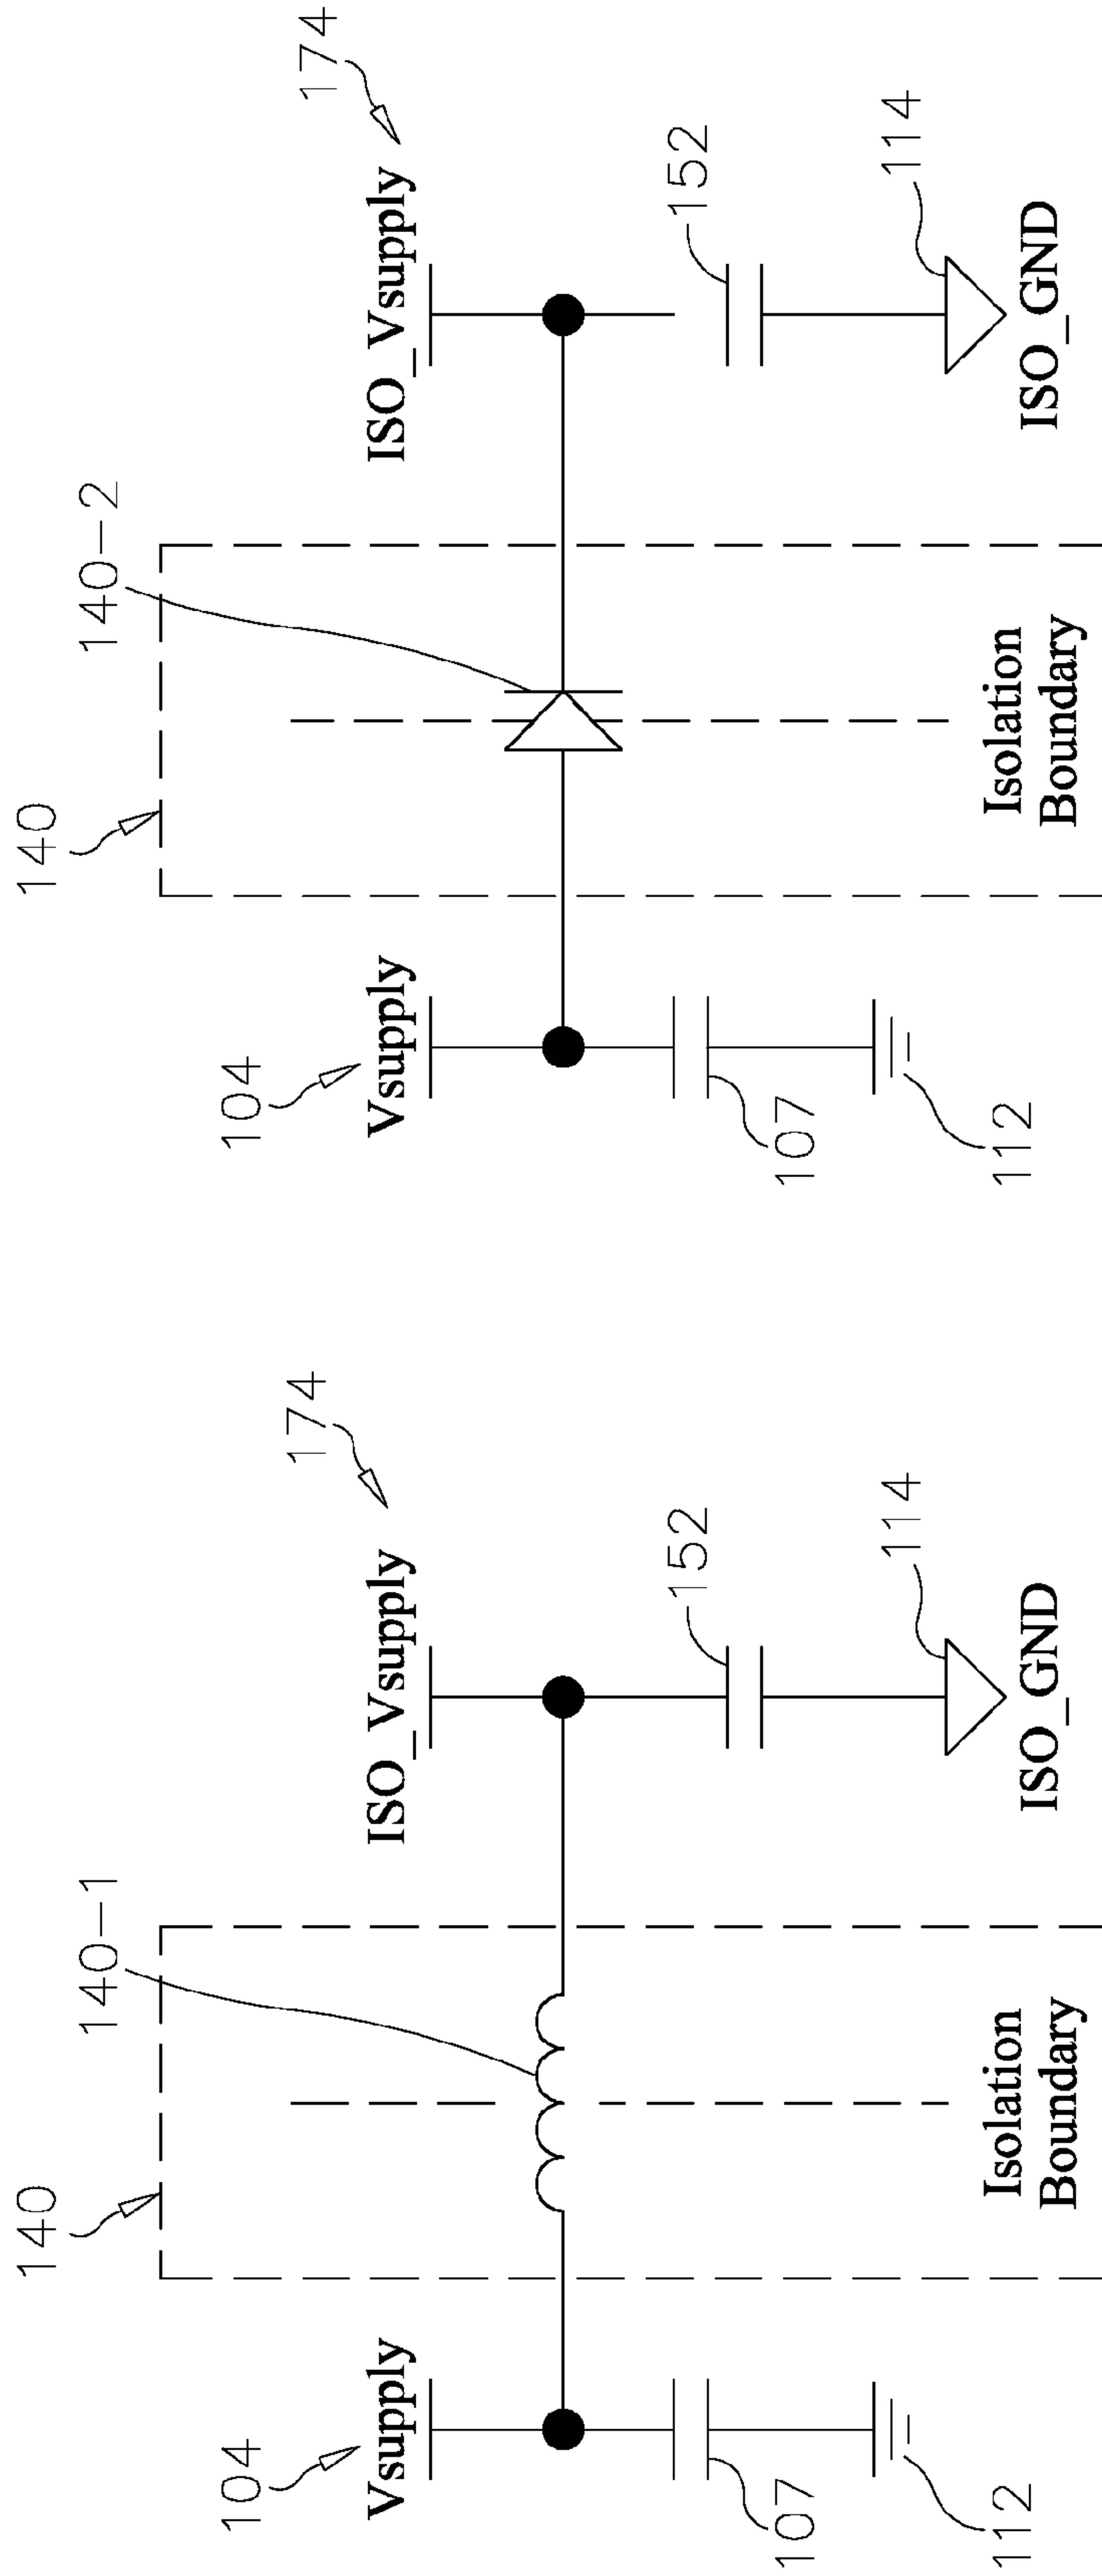 140
140-1
104
Vsupply
ISO_Vsupply
174
152
107
112
114
Isolation
Boundary
ISO_GND
140
140-2
104
Vsupply
ISO_Vsupply
174
152
107
112
114
Isolation
Boundary
ISO_GND